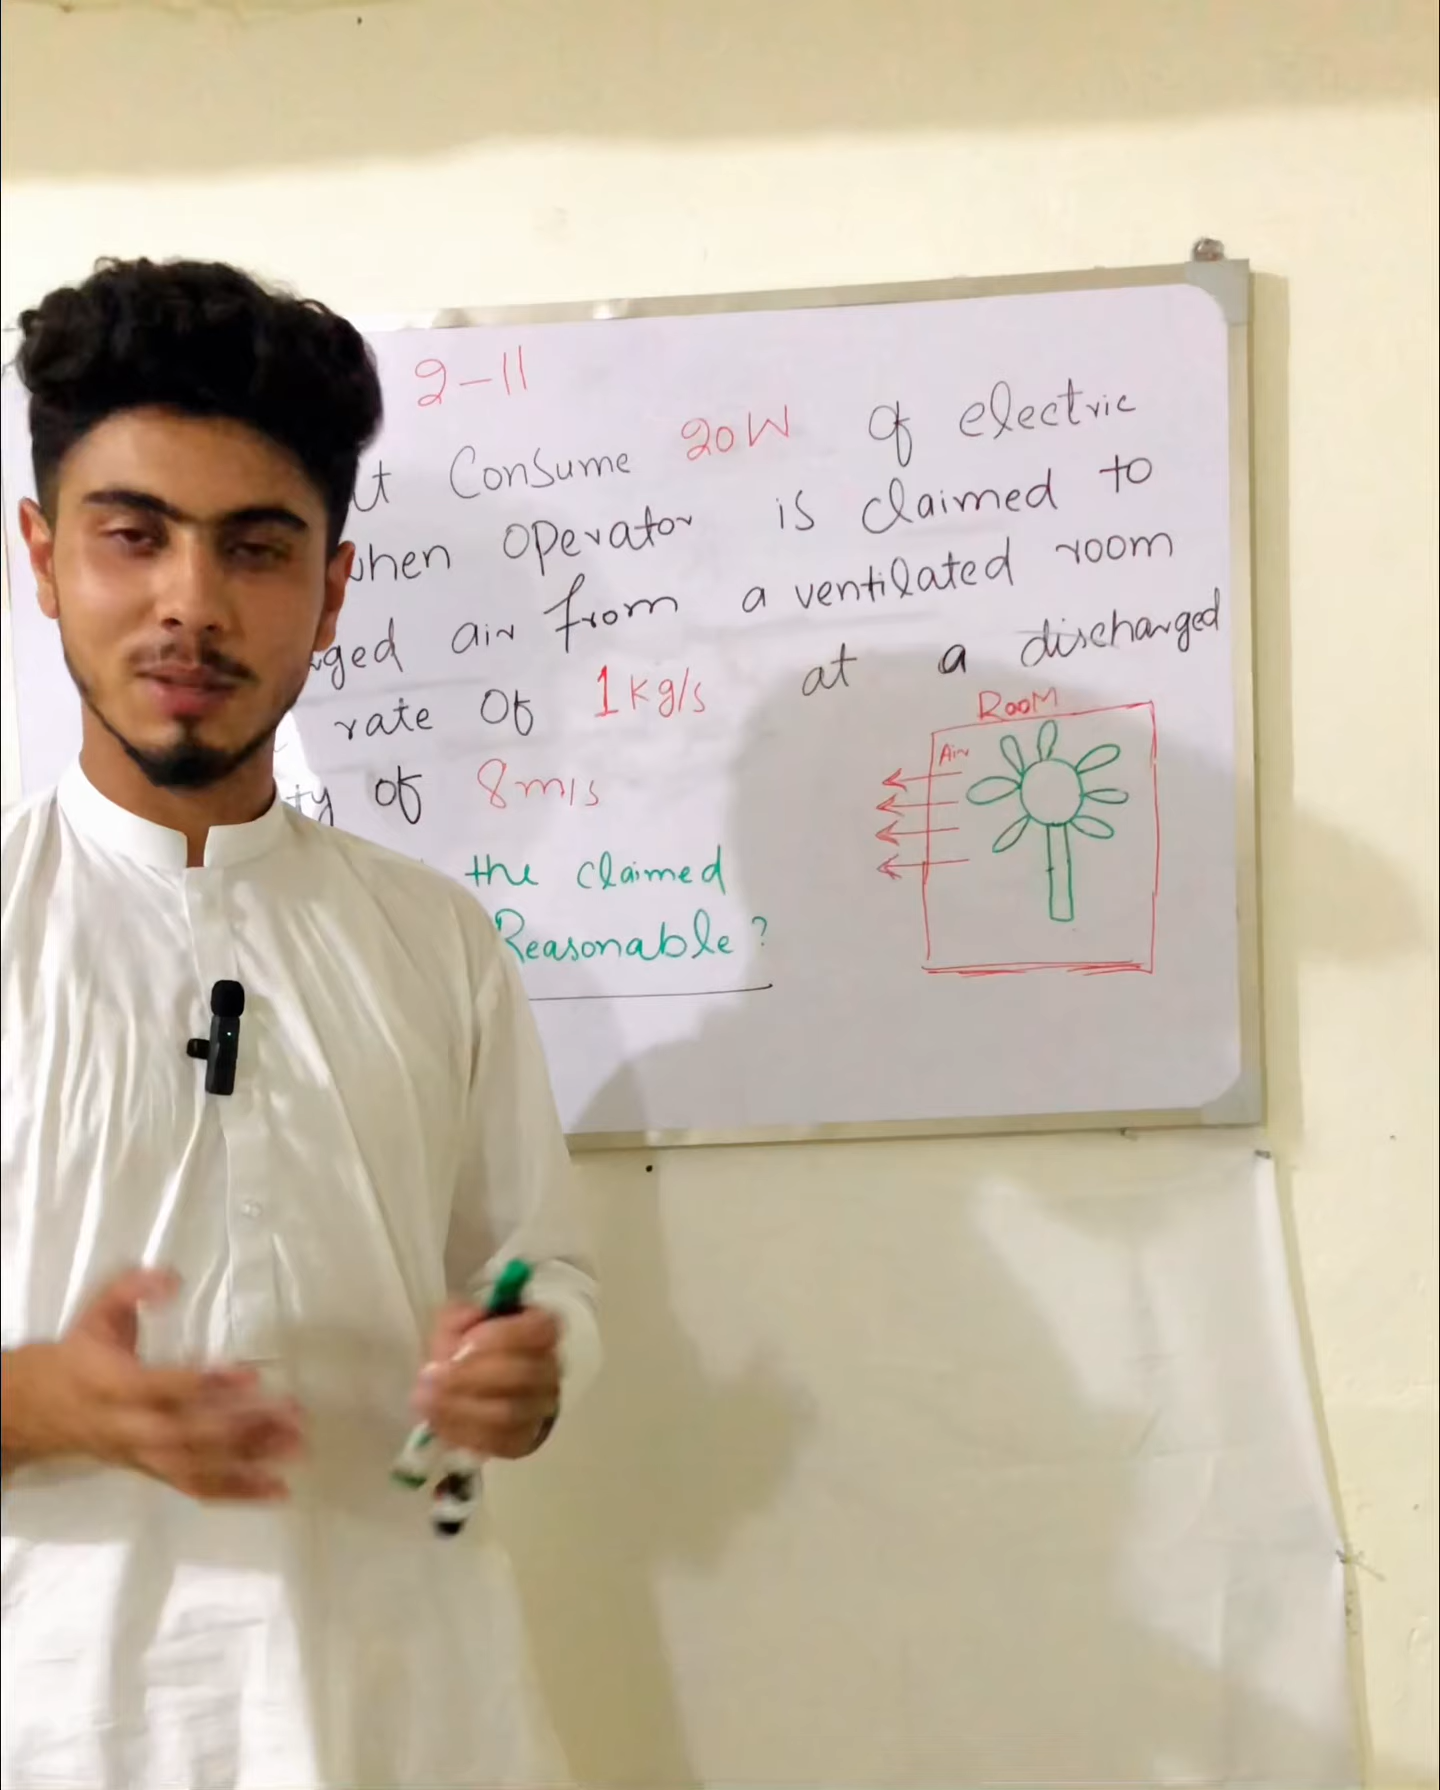 2-11
Consume 20W of electric
when operator is claimed to
air from a ventilated room
rate of 1kg/s at a discharged
of 8m/s
the claimed
Reasonable?
ROOM
Air